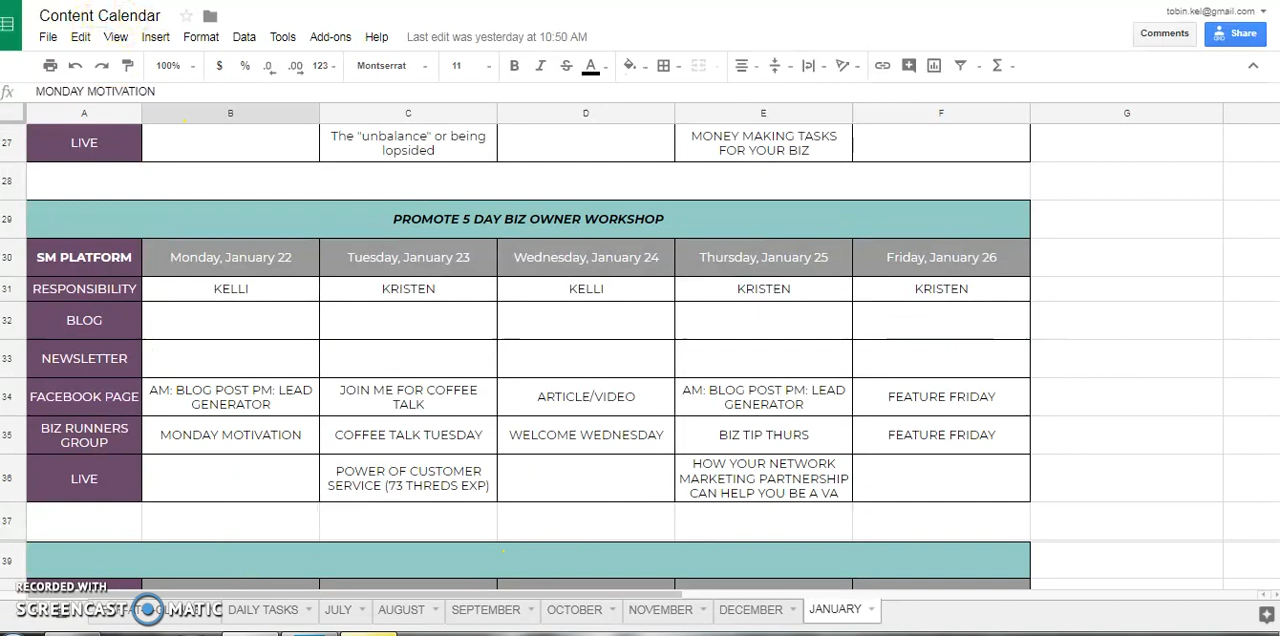 Content Calendar
tobin.kel@gmail.com
File Edit View Insert Format Data Tools Add-ons Help Last edit was yesterday at 10:50 AM
Comments Share
100% $ % .0 .00 123 Montserrat 11 B I S A
fx MONDAY MOTIVATION
A B C D E F G
27 LIVE The "unbalance" or being lopsided MONEY MAKING TASKS FOR YOUR BIZ
28
29 PROMOTE 5 DAY BIZ OWNER WORKSHOP
30 SM PLATFORM Monday, January 22 Tuesday, January 23 Wednesday, January 24 Thursday, January 25 Friday, January 26
31 RESPONSIBILITY KELLI KRISTEN KELLI KRISTEN KRISTEN
32 BLOG
33 NEWSLETTER
34 FACEBOOK PAGE AM: BLOG POST PM: LEAD GENERATOR JOIN ME FOR COFFEE TALK ARTICLE/VIDEO AM: BLOG POST PM: LEAD GENERATOR FEATURE FRIDAY
35 BIZ RUNNERS GROUP MONDAY MOTIVATION COFFEE TALK TUESDAY WELCOME WEDNESDAY BIZ TIP THURS FEATURE FRIDAY
36 LIVE POWER OF CUSTOMER SERVICE (73 THREDS EXP) HOW YOUR NETWORK MARKETING PARTNERSHIP CAN HELP YOU BE A VA
37
39
RECORDED WITH
SCREENCAST-O-MATIC
DAILY TASKS JULY AUGUST SEPTEMBER OCTOBER NOVEMBER DECEMBER JANUARY